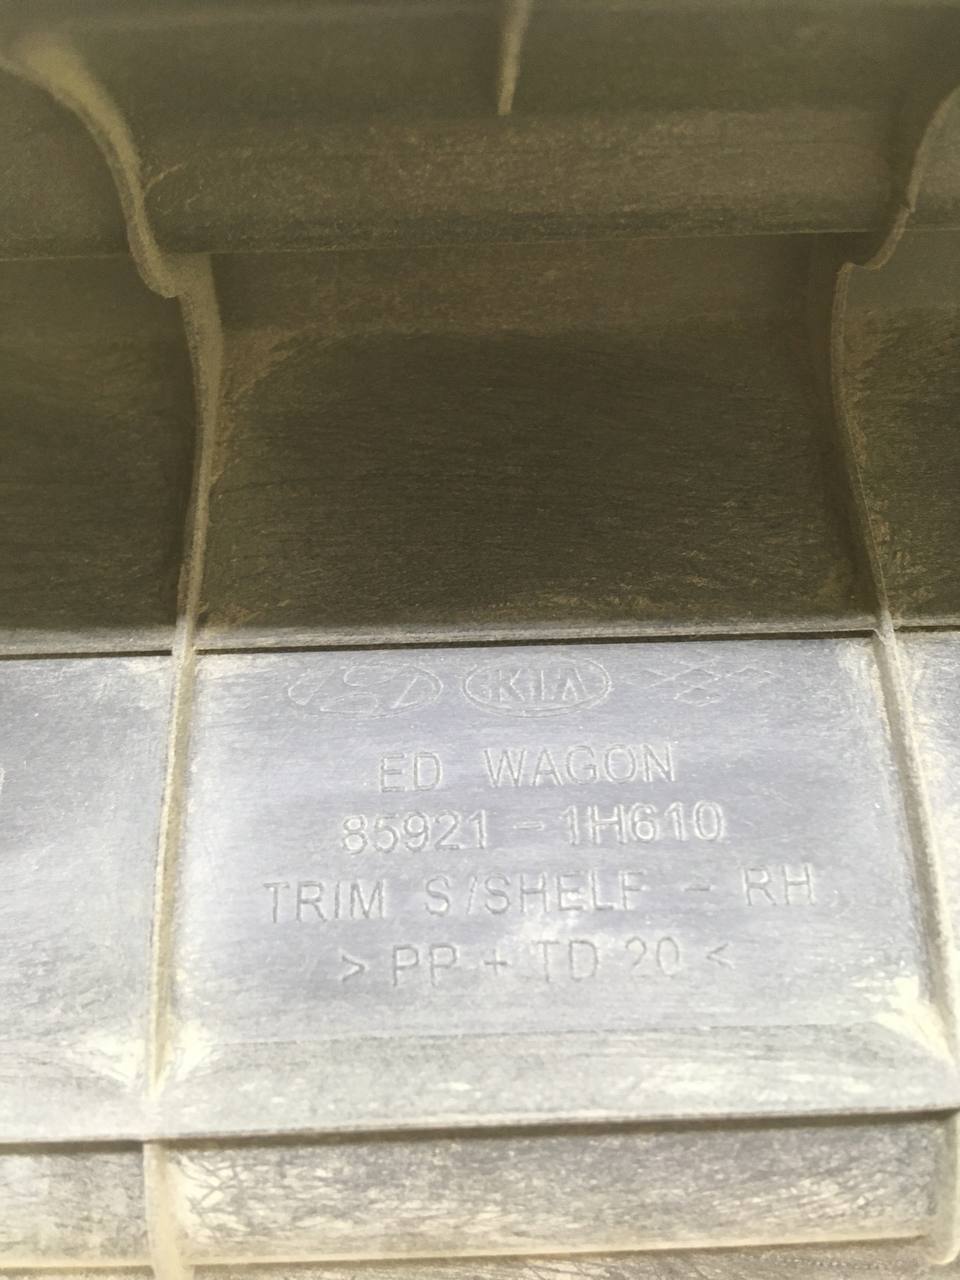 KIA
ED WAGON
85921 - 1H610
TRIM S/SHELF - RH
> PP + TD 20 <